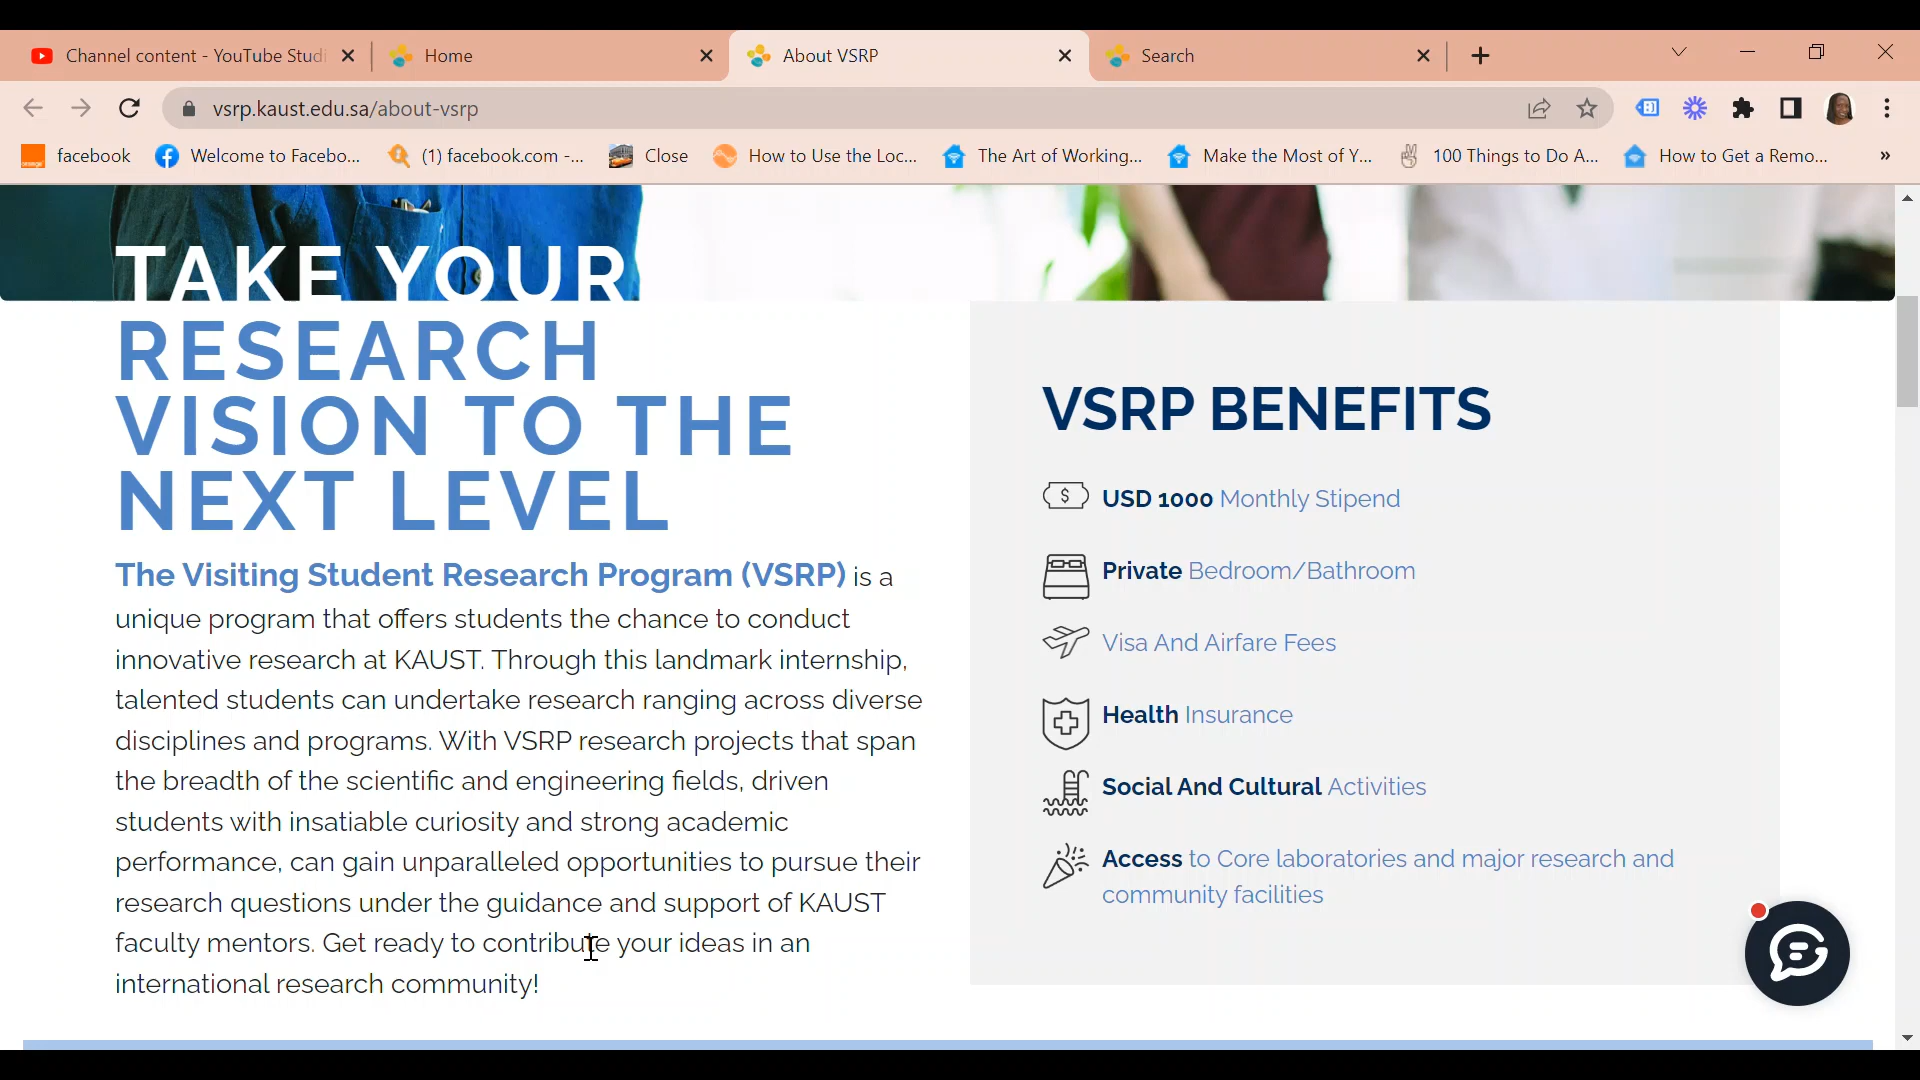 Channel content - YouTube Studi
Home
About VSRP
Search
vsrp.kaust.edu.sa/about-vsrp
facebook
Welcome to Facebo...
(1) facebook.com -...
Close
How to Use the Loc...
The Art of Working...
Make the Most of Y...
100 Things to Do A...
How to Get a Remo...
»
TAKE YOUR
RESEARCH
VISION TO THE
NEXT LEVEL
The Visiting Student Research Program (VSRP) is a
unique program that offers students the chance to conduct
innovative research at KAUST. Through this landmark internship,
talented students can undertake research ranging across diverse
disciplines and programs. With VSRP research projects that span
the breadth of the scientific and engineering fields, driven
students with insatiable curiosity and strong academic
performance, can gain unparalleled opportunities to pursue their
research questions under the guidance and support of KAUST
faculty mentors. Get ready to contribute your ideas in an
international research community!
VSRP BENEFITS
USD 1000 Monthly Stipend
Private Bedroom/Bathroom
Visa And Airfare Fees
Health Insurance
Social And Cultural Activities
Access to Core laboratories and major research and
community facilities